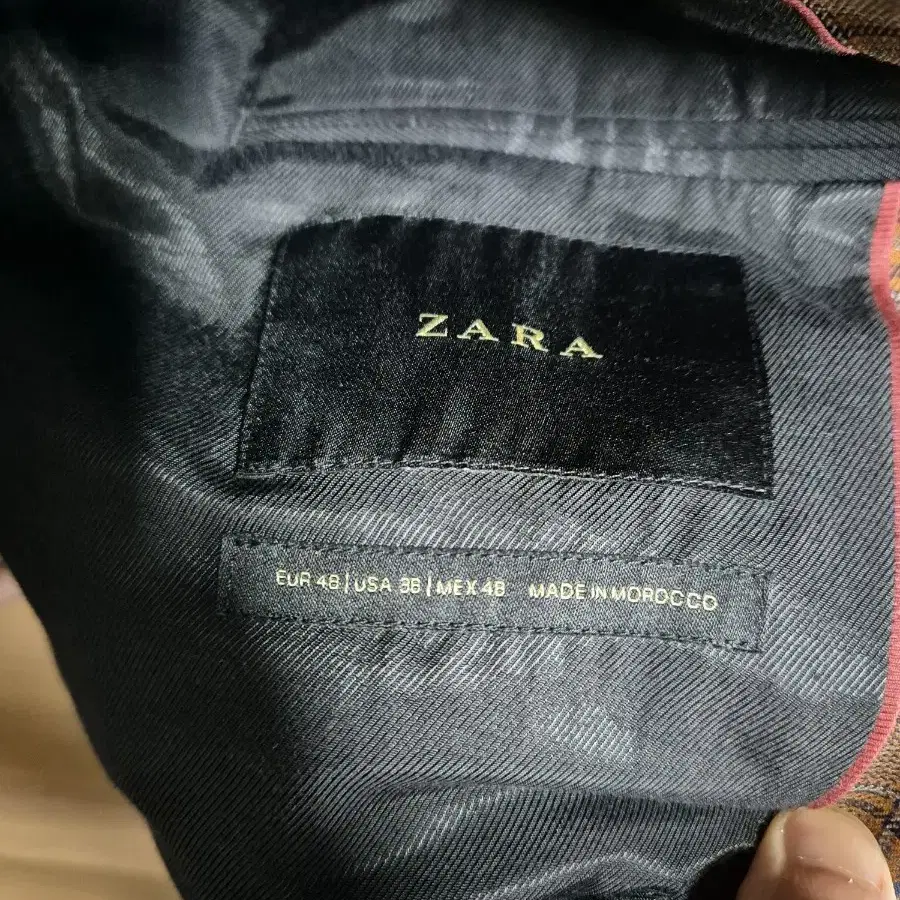 ZARA
EUR 48 | USA 38 | MEX 48 MADE IN MOROCCO